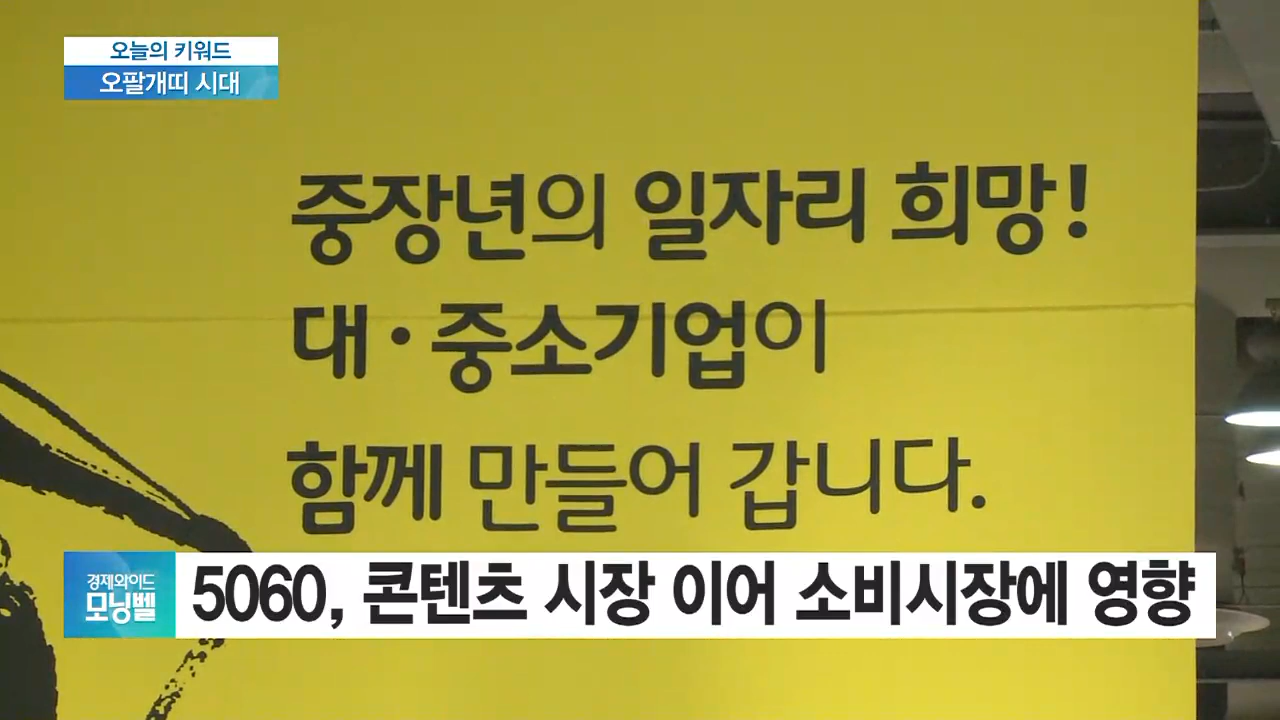 오늘의 키워드
오팔개띠 시대
중장년의 일자리 희망!
대·중소기업이
함께 만들어 갑니다.
경제와이드
모닝벨
5060, 콘텐츠 시장 이어 소비시장에 영향